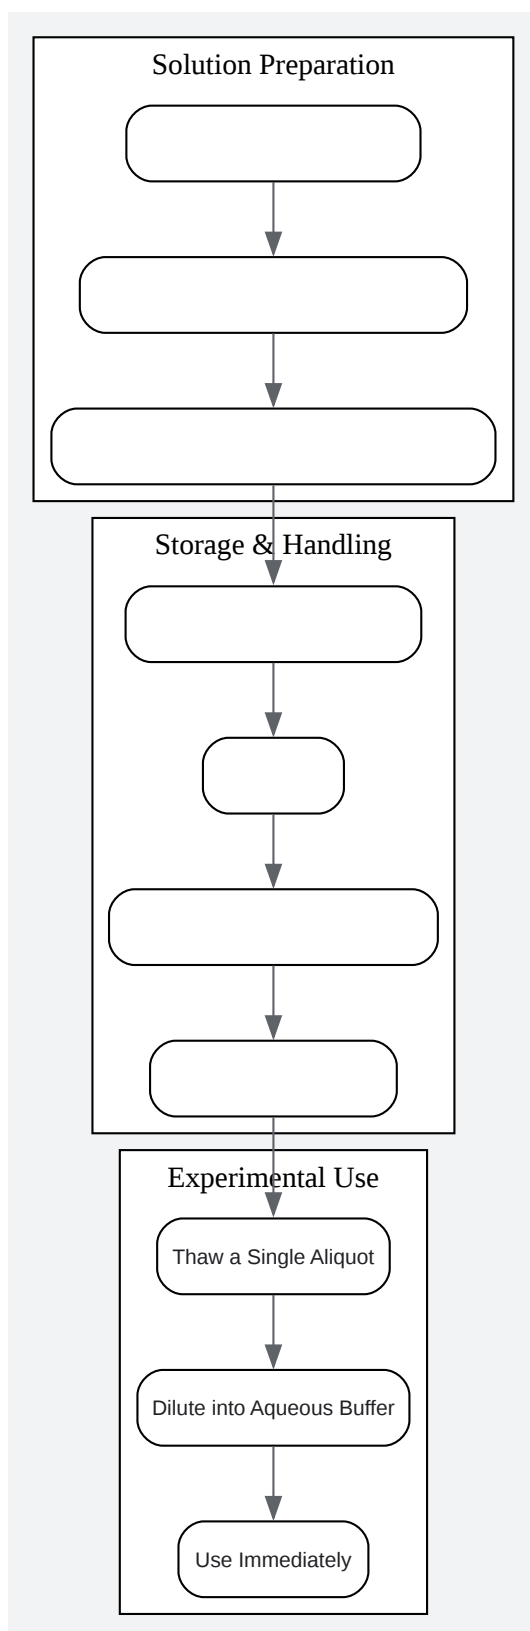 Solution Preparation
Storage & Handling
Experimental Use
Thaw a Single Aliquot
Dilute into Aqueous Buffer
Use Immediately